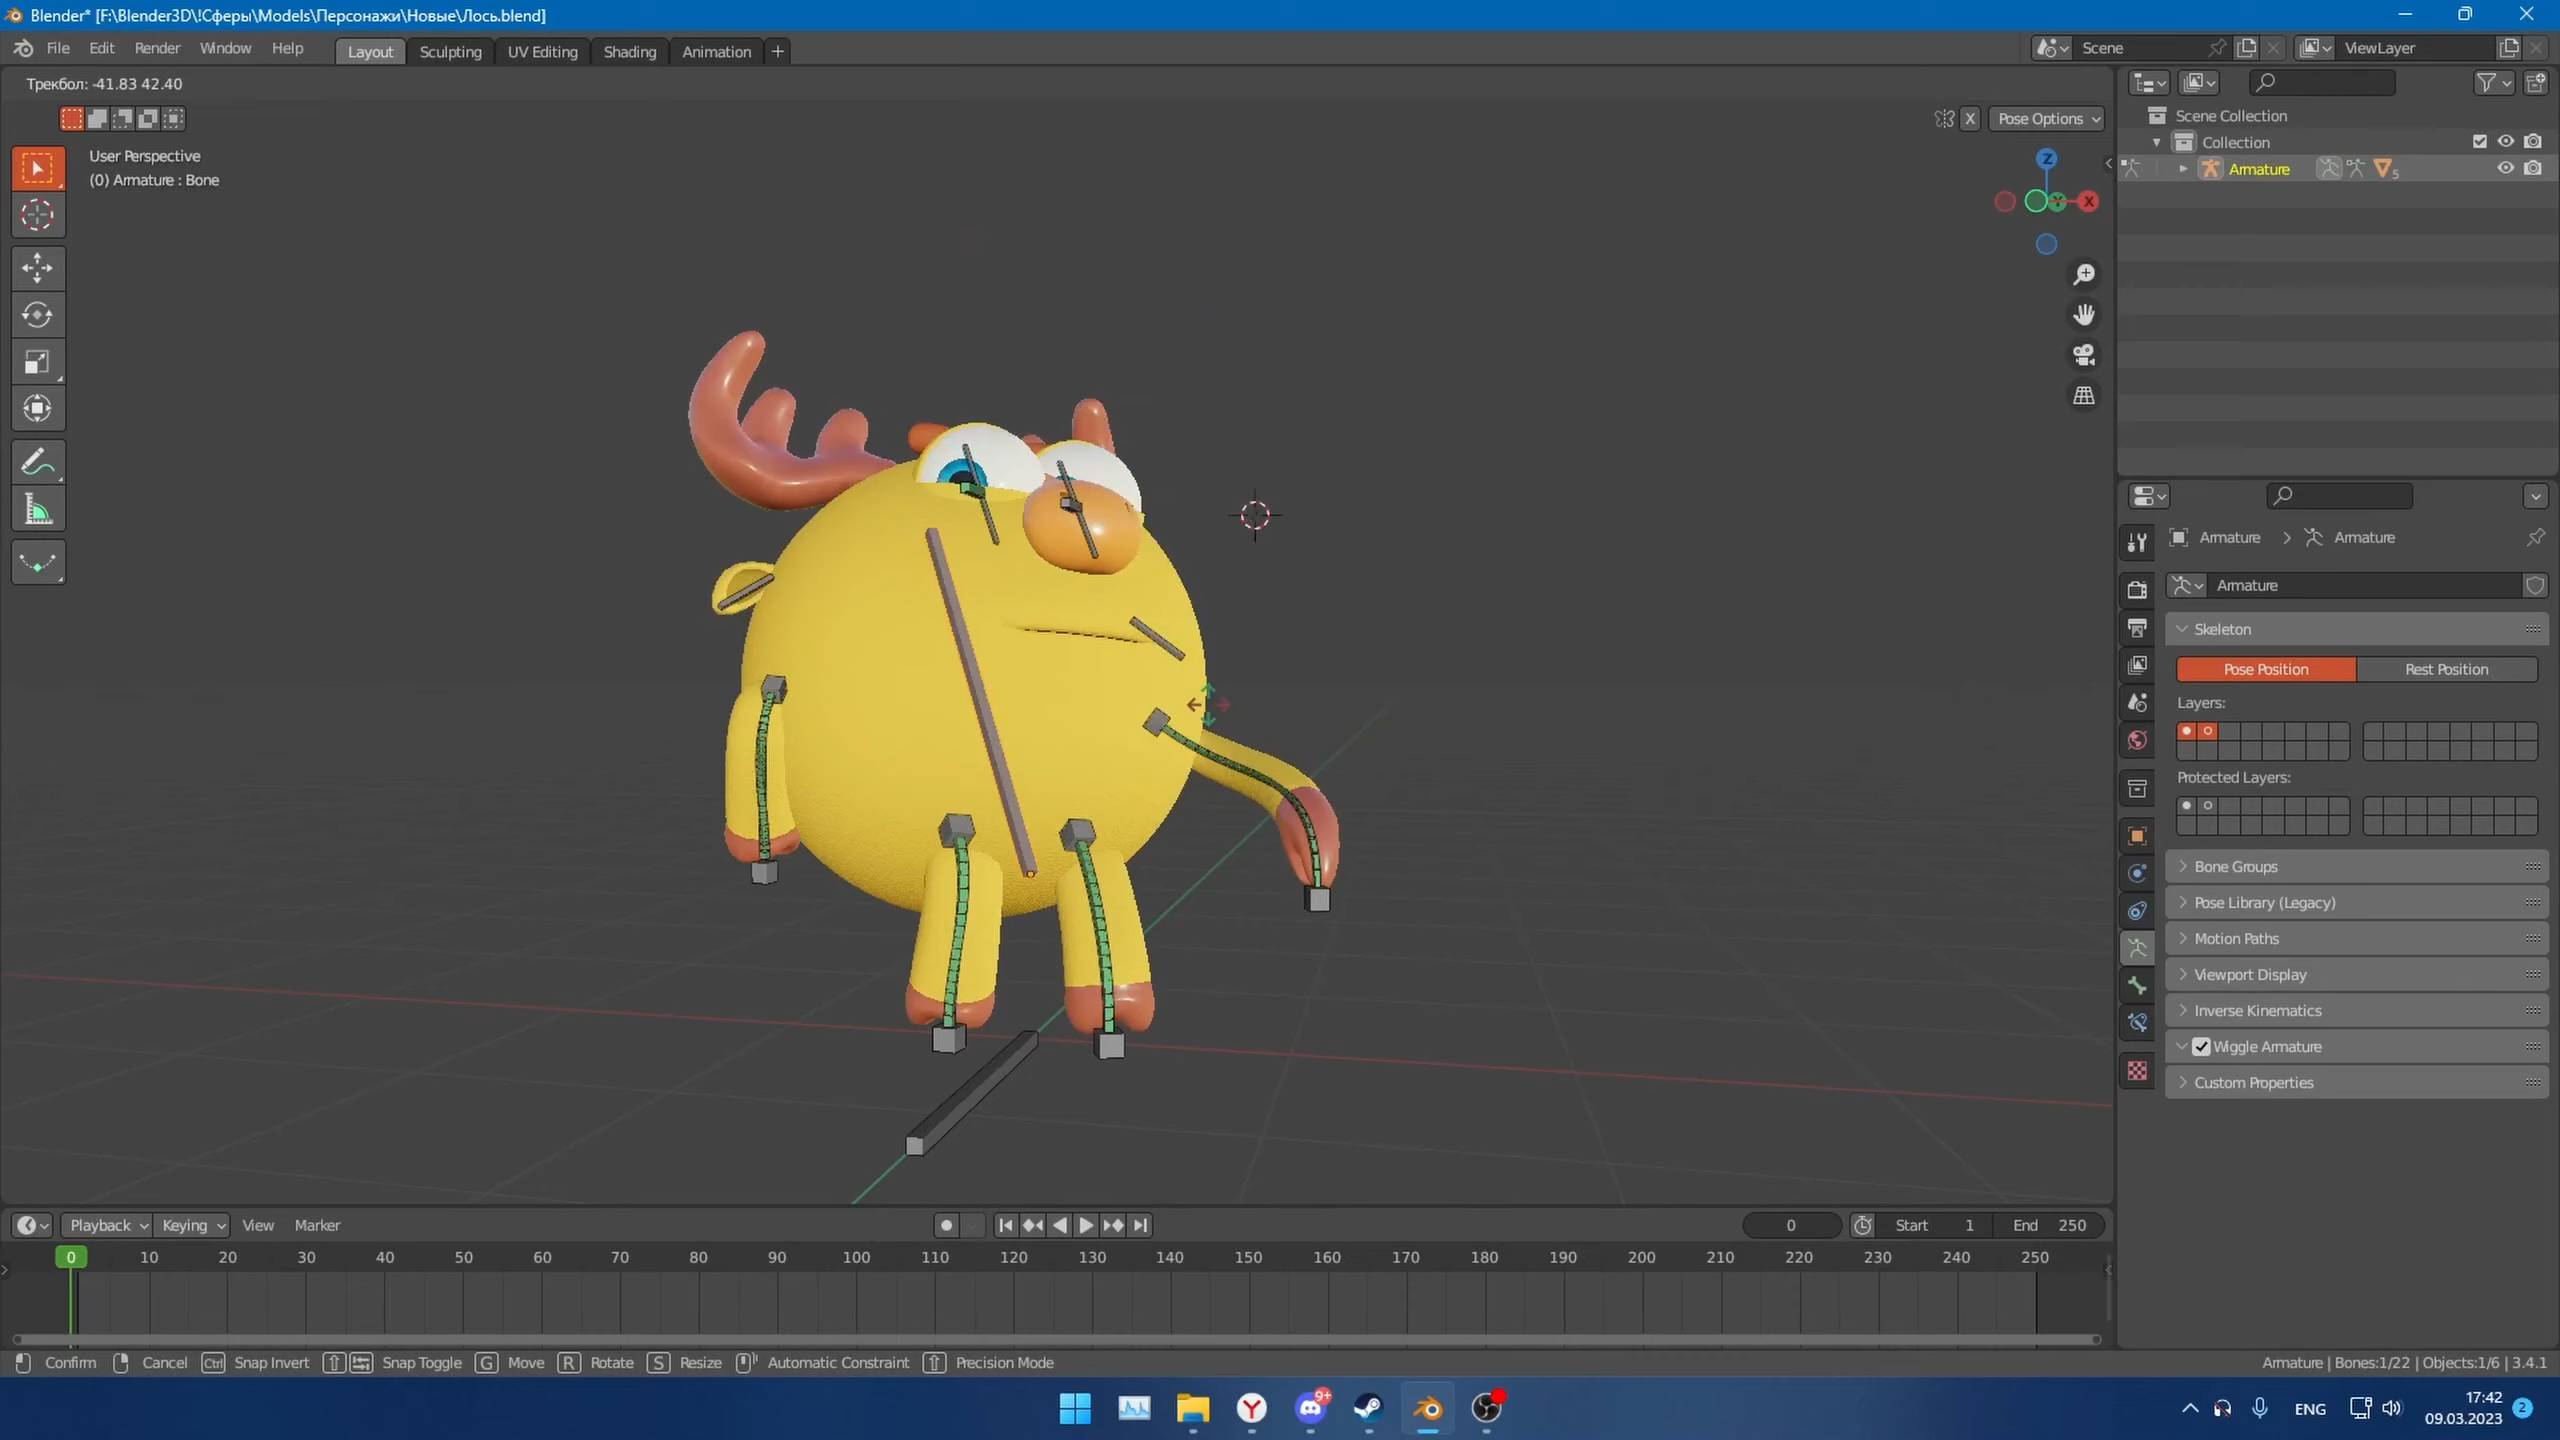 Blender* [F:\Blender3D\!Сферы\Models\Персонажи\Новые\Лось.blend]
File Edit Render Window Help Layout Sculpting UV Editing Shading Animation + Scene ViewLayer
Трекбол: -41.83 42.40
X Pose Options
User Perspective
(0) Armature : Bone
Z
X
Scene Collection
Collection
Armature 5
Armature > Armature
Armature
Skeleton
Pose Position Rest Position
Layers:
Protected Layers:
Bone Groups
Pose Library (Legacy)
Motion Paths
Viewport Display
Inverse Kinematics
Wiggle Armature
Custom Properties
Playback Keying View Marker 0 Start 1 End 250
0 10 20 30 40 50 60 70 80 90 100 110 120 130 140 150 160 170 180 190 200 210 220 230 240 250
Confirm Cancel Ctrl Snap Invert Snap Toggle G Move R Rotate S Resize Automatic Constraint Precision Mode Armature | Bones:1/22 | Objects:1/6 | 3.4.1
Y 9+ ENG 17:42
09.03.2023 2